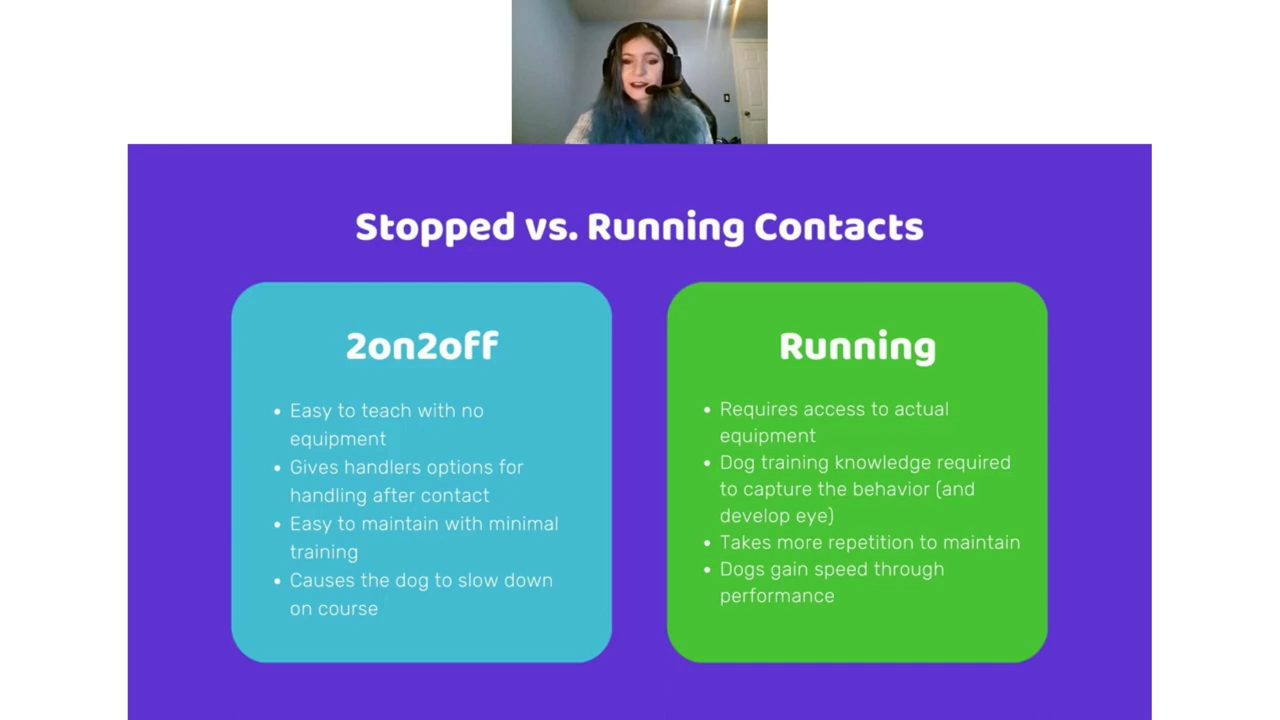 Stopped vs. Running Contacts
2on2off
• Easy to teach with no
equipment
• Gives handlers options for
handling after contact
• Easy to maintain with minimal
training
• Causes the dog to slow down
on course
Running
• Requires access to actual
equipment
• Dog training knowledge required
to capture the behavior (and
develop eye)
• Takes more repetition to maintain
• Dogs gain speed through
performance